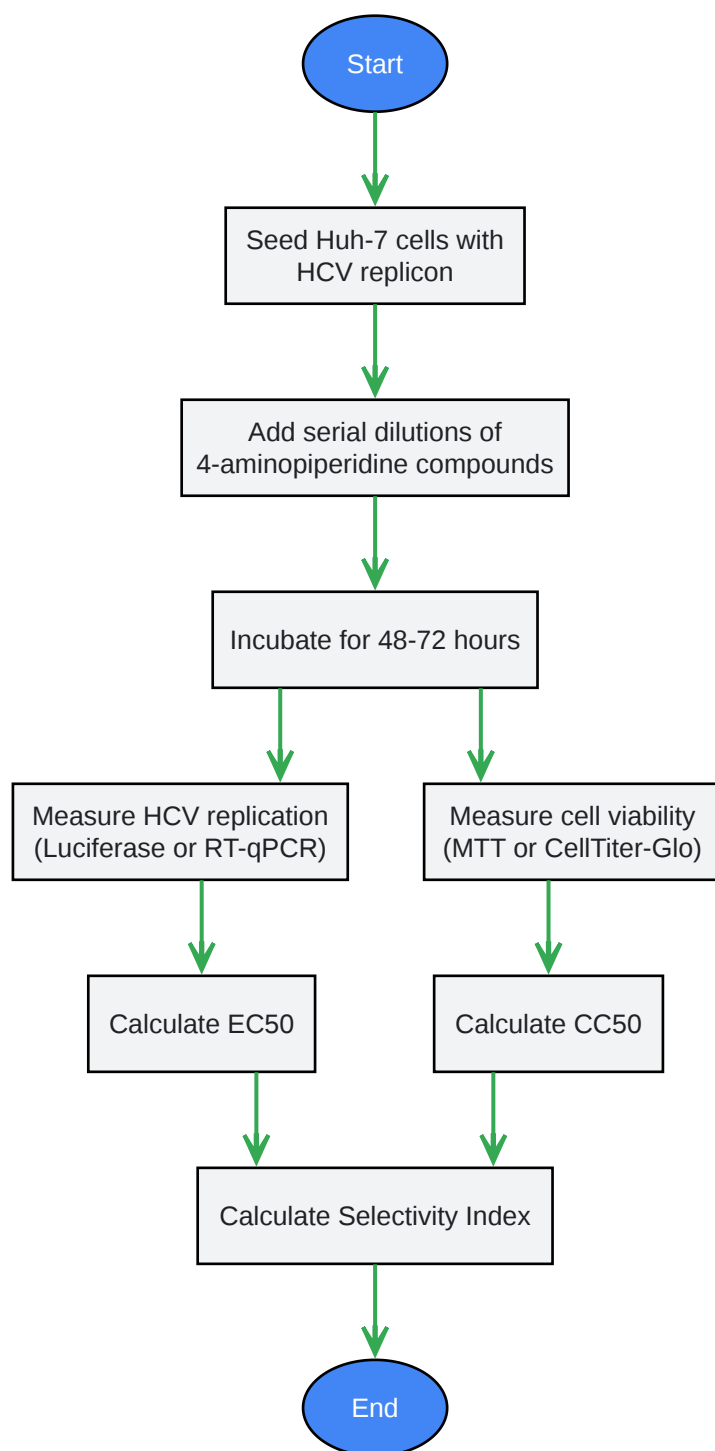 Start
Seed Huh-7 cells with
HCV replicon
Add serial dilutions of
4-aminopiperidine compounds
Incubate for 48-72 hours
Measure HCV replication
(Luciferase or RT-qPCR)
Measure cell viability
(MTT or CellTiter-Glo)
Calculate EC50
Calculate CC50
Calculate Selectivity Index
End